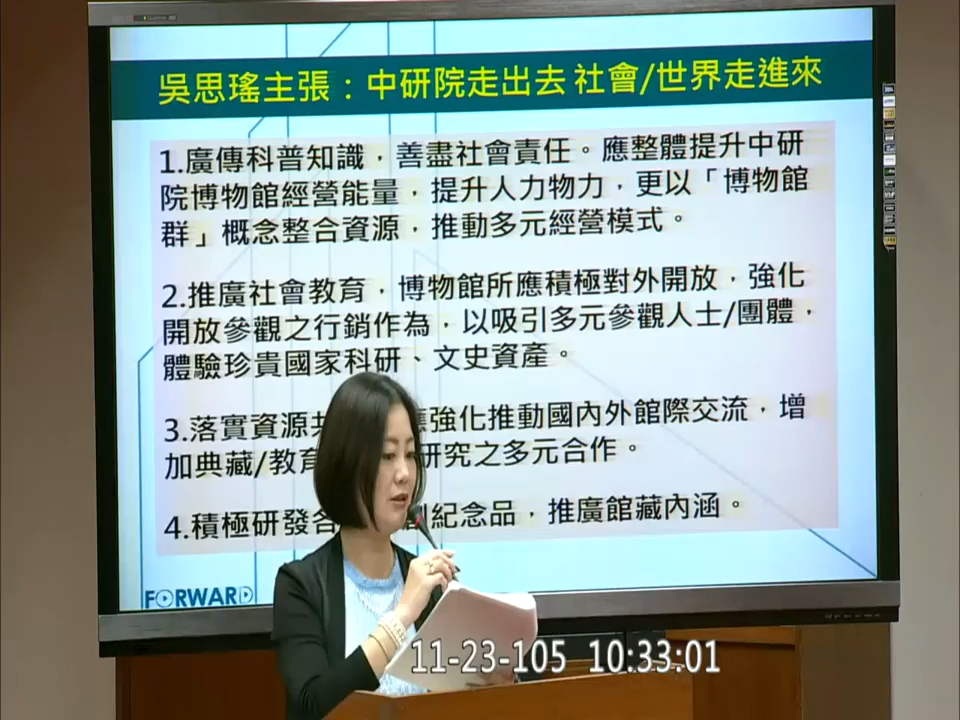 吳思瑤主張：中研院走出去 社會/世界走進來
1.廣傳科普知識，善盡社會責任。應整體提升中研
院博物館經營能量，提升人力物力，更以「博物館
群」概念整合資源，推動多元經營模式。
2.推廣社會教育，博物館所應積極對外開放，強化
開放參觀之行銷作為，以吸引多元參觀人士/團體，
體驗珍貴國家科研、文史資產。
3.落實資源共 強化推動國內外館際交流，增
加典藏/教育 研究之多元合作。
4.積極研發各 創紀念品，推廣館藏內涵。
FORWARD
11-23-105 10:33:01